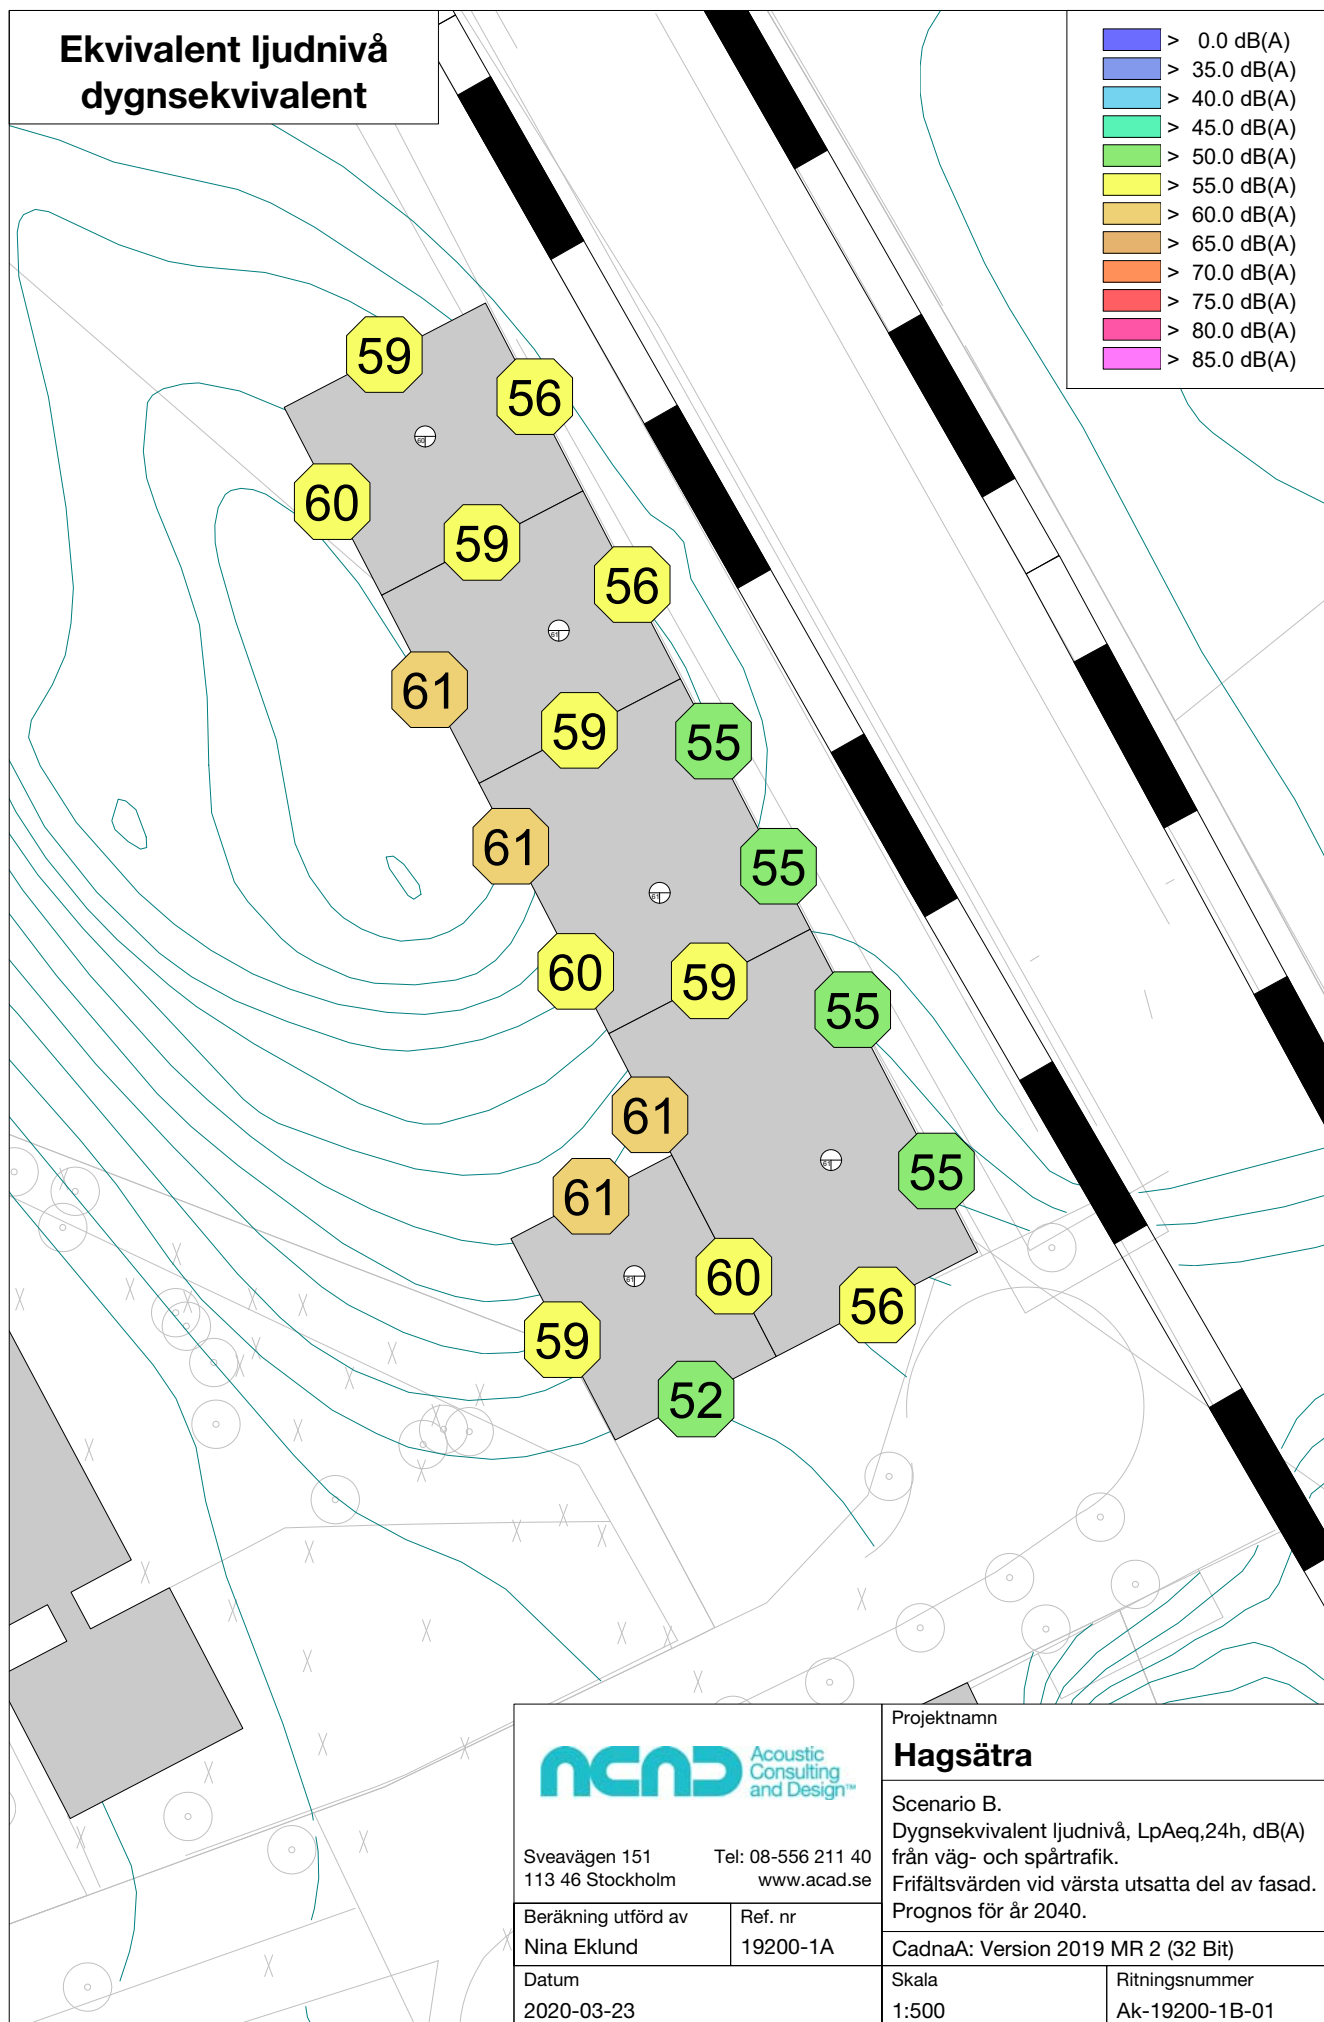 Ekvivalent ljudnivå
dygnsekvivalent
> 0.0 dB(A)
> 35.0 dB(A)
> 40.0 dB(A)
> 45.0 dB(A)
> 50.0 dB(A)
> 55.0 dB(A)
> 60.0 dB(A)
> 65.0 dB(A)
> 70.0 dB(A)
> 75.0 dB(A)
> 80.0 dB(A)
> 85.0 dB(A)
59
56
60
60
59
56
61
61
59
55
61
55
61
60
59
55
61
55
61
61
61
60
56
59
52
ACAD
Acoustic
Consulting
and Design™
Sveavägen 151 Tel: 08-556 211 40
113 46 Stockholm www.acad.se
Beräkning utförd av
Nina Eklund
Ref. nr
19200-1A
Datum
2020-03-23
Projektnamn
Hagsätra
Scenario B.
Dygnsekvivalent ljudnivå, LpAeq,24h, dB(A)
från väg- och spårtrafik.
Frifältsvärden vid värsta utsatta del av fasad.
Prognos för år 2040.
CadnaA: Version 2019 MR 2 (32 Bit)
Skala
1:500
Ritningsnummer
Ak-19200-1B-01